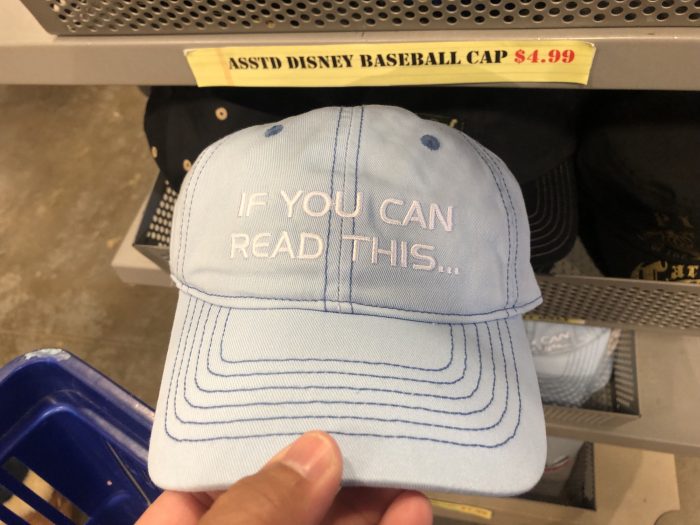 ASSTD DISNEY BASEBALL CAP $4.99
IF YOU CAN
READ THIS...